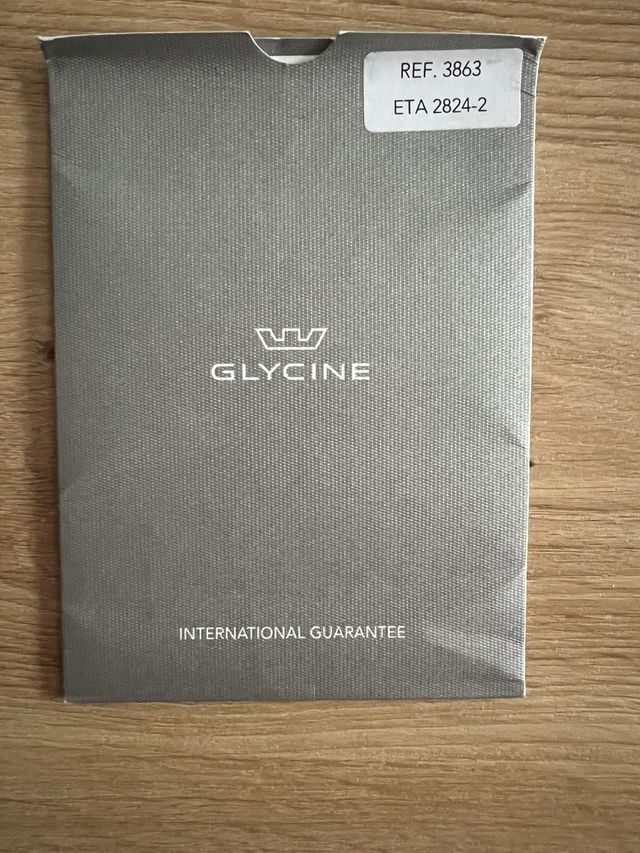 REF. 3863
ETA 2824-2
GLYCINE
INTERNATIONAL GUARANTEE